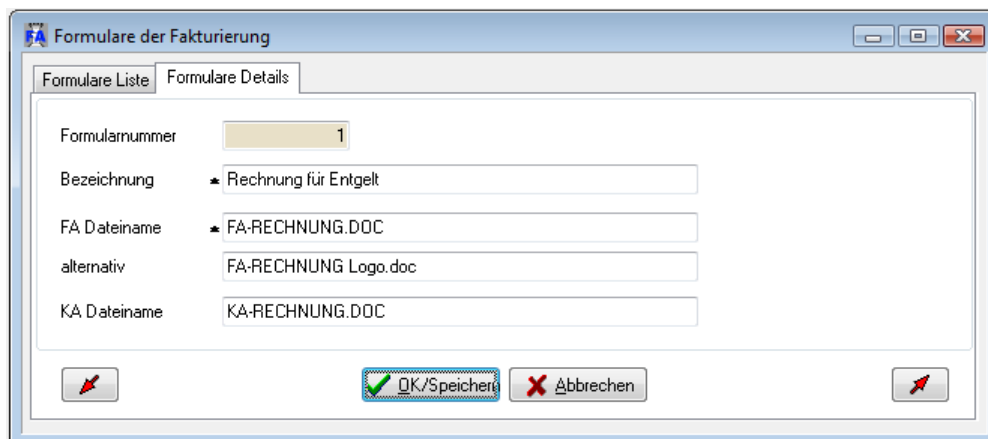 FA Formulare der Fakturierung
Formulare Liste Formulare Details
Formularnummer 1
Bezeichnung * Rechnung für Entgelt
FA Dateiname * FA-RECHNUNG.DOC
alternativ FA-RECHNUNG Logo.doc
KA Dateiname KA-RECHNUNG.DOC
OK/Speichern Abbrechen